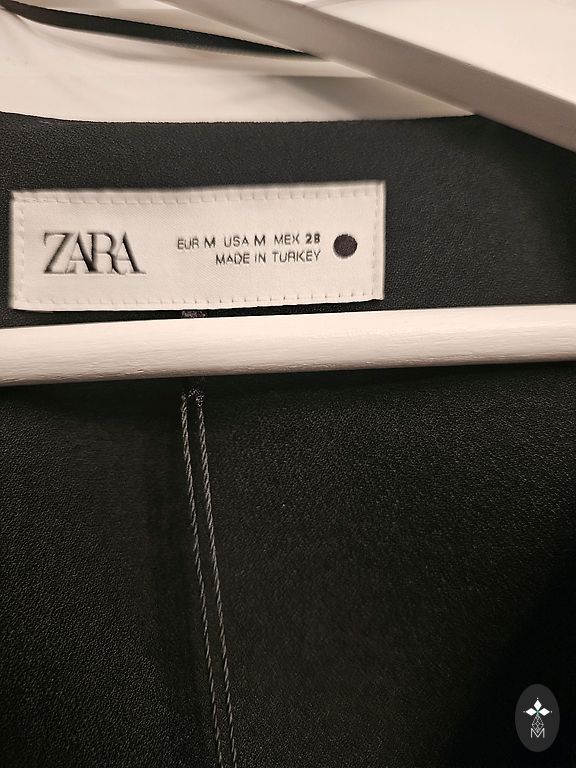 ZARA
EUR M USA M MEX 28
MADE IN TURKEY
M